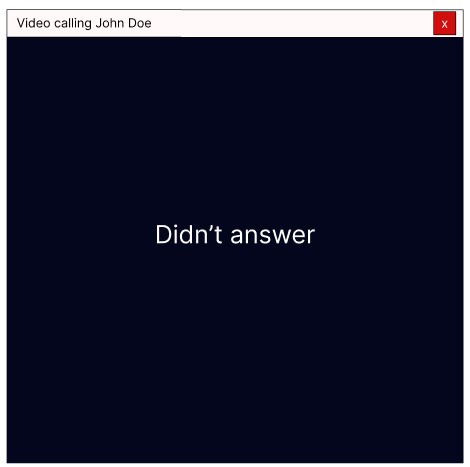 Video calling John Doe
x
Didn’t answer